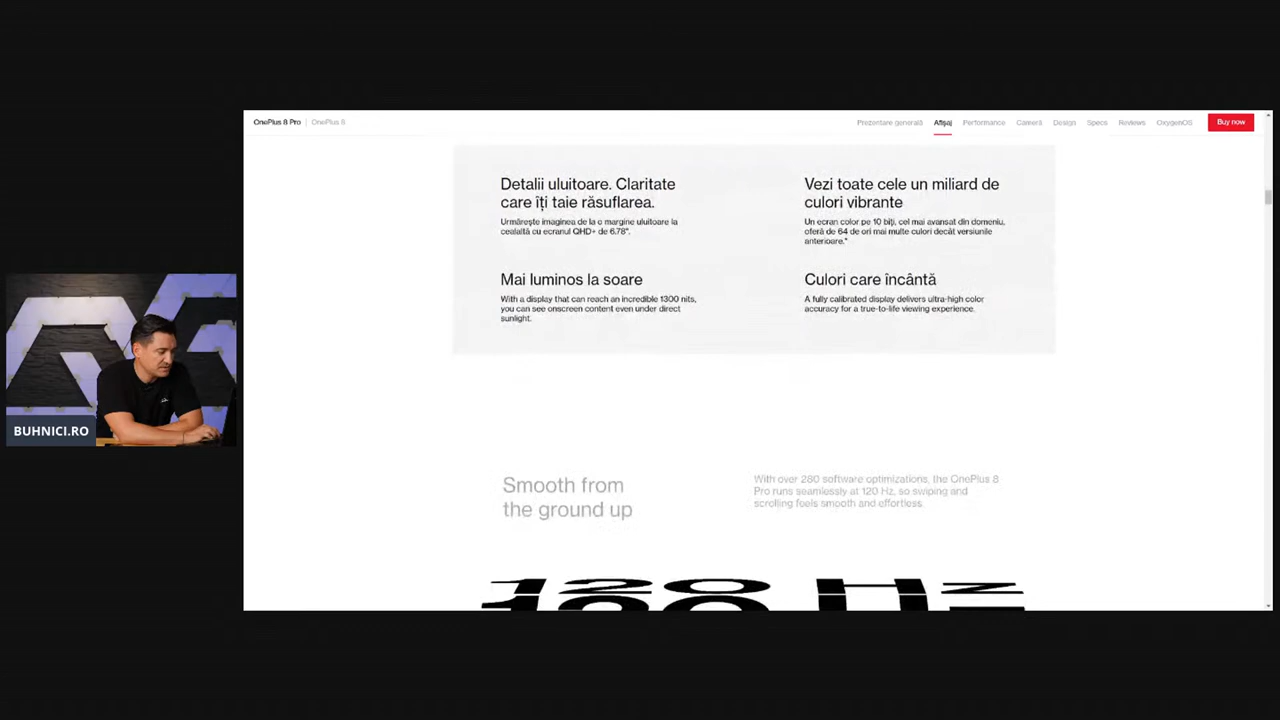 OnePlus 8 Pro | OnePlus 8
Prezentare generală Afișaj Performance Cameră Design Specs Reviews OxygenOS Buy now
Detalii uluitoare. Claritate
care îți taie răsuflarea.
Urmărește imaginea de la o margine uluitoare la
cealaltă cu ecranul QHD+ de 6.78".
Vezi toate cele un miliard de
culori vibrante
Un ecran color pe 10 biți, cel mai avansat din domeniu,
oferă de 64 de ori mai multe culori decât versiunile
anterioare.*
Mai luminos la soare
With a display that can reach an incredible 1300 nits,
you can see onscreen content even under direct
sunlight.
Culori care încântă
A fully calibrated display delivers ultra-high color
accuracy for a true-to-life viewing experience.
BUHNICI.RO
Smooth from
the ground up
With over 280 software optimizations, the OnePlus 8
Pro runs seamlessly at 120 Hz, so swiping and
scrolling feels smooth and effortless.
120 Hz